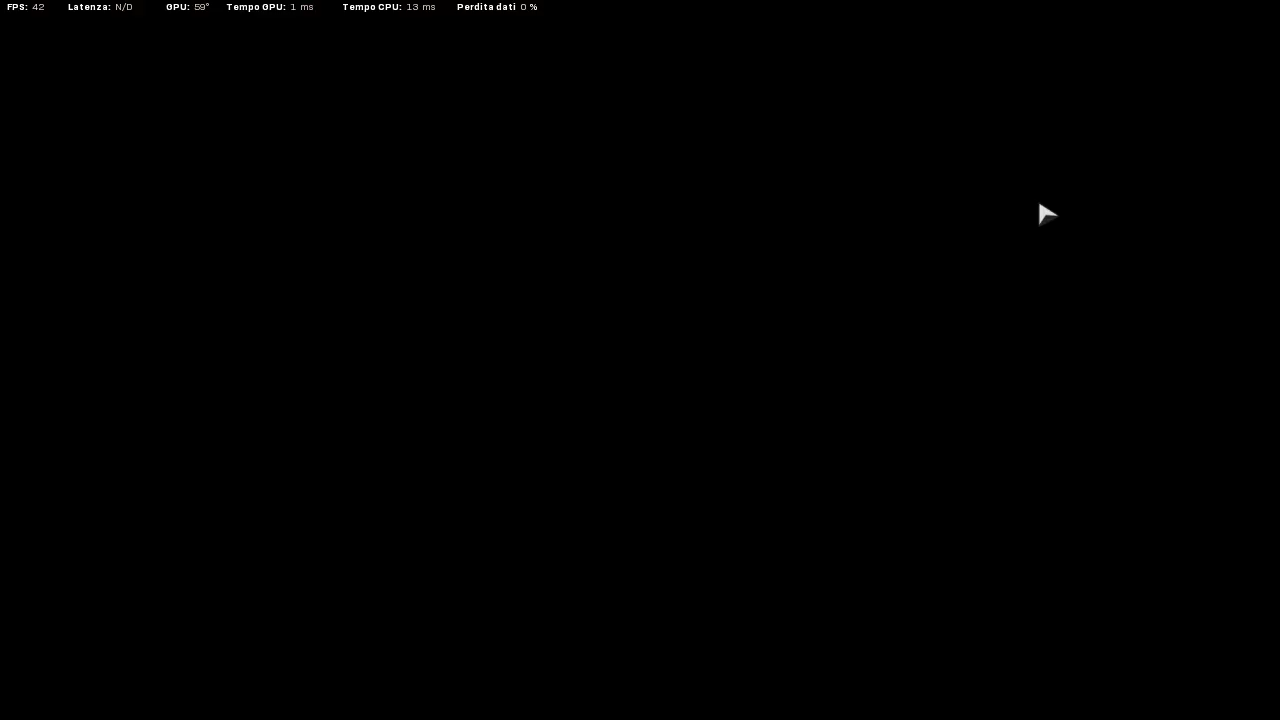 FPS: 42 Latenza: N/D GPU: 59° Tempo GPU: 1 ms Tempo CPU: 13 ms Perdita dati 0 %